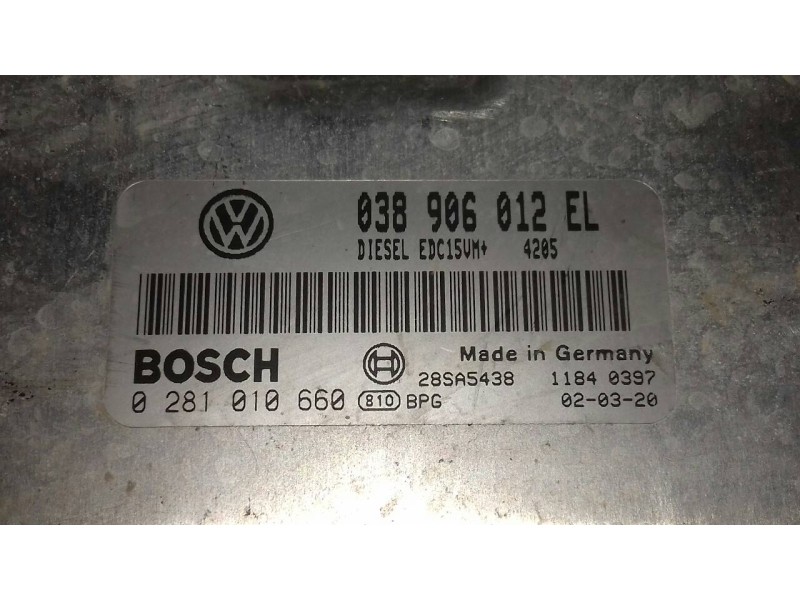 038 906 012 EL
DIESEL EDC15VM+ 4205
BOSCH
Made in Germany
28SA5438 1184 0397
0 281 010 660 810 BPG 02-03-20